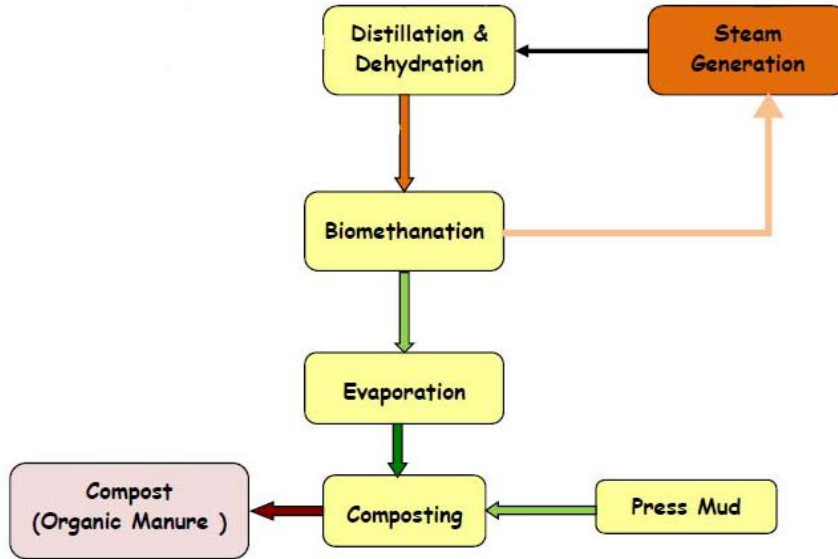 Distillation &
Dehydration
Steam
Generation
Biomethanation
Evaporation
Compost
(Organic Manure )
Composting
Press Mud